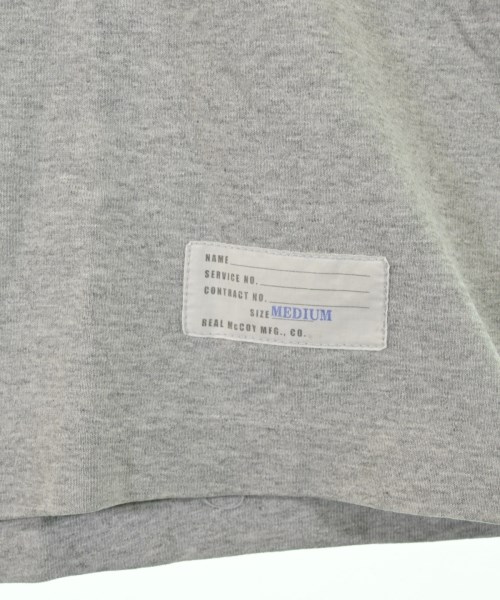 NAME
SERVICE NO.
CONTRACT NO.
SIZE MEDIUM
REAL McCOY MFG., CO.